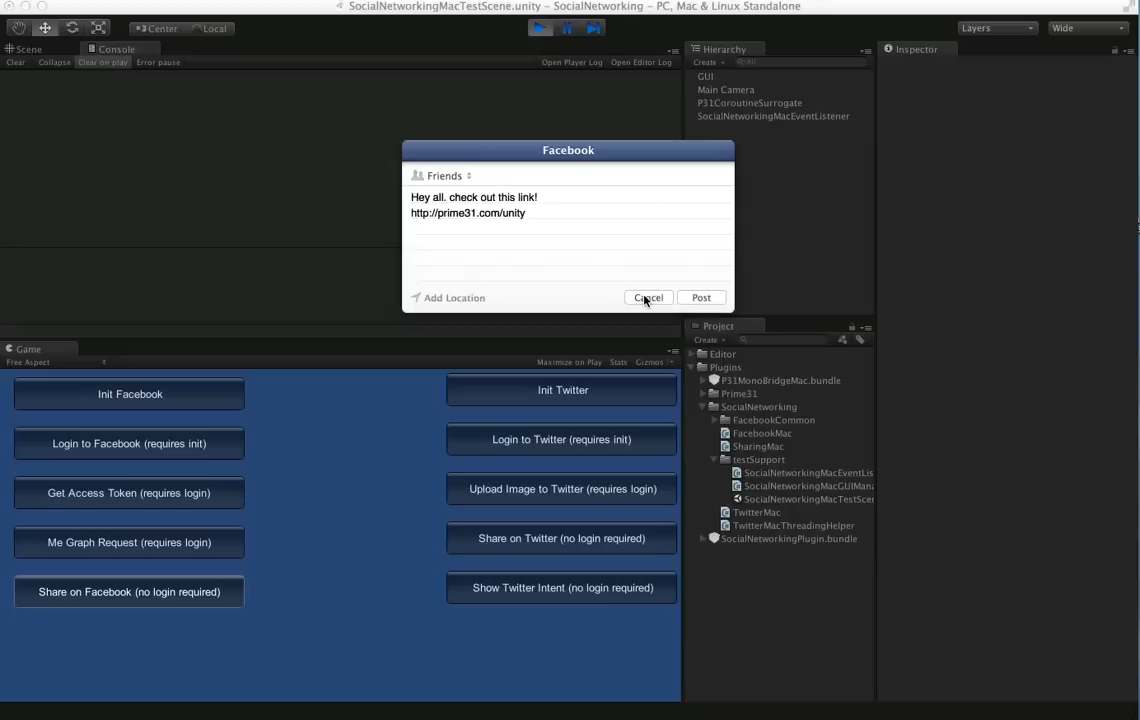 SocialNetworkingMacTestScene.unity – SocialNetworking – PC, Mac & Linux Standalone
Center Local
Layers Wide
Scene Console
Clear Collapse Clear on play Error pause Open Player Log Open Editor Log
Hierarchy
Create All
GUI
Main Camera
P31CoroutineSurrogate
SocialNetworkingMacEventListener
Inspector
Facebook
Friends
Hey all. check out this link!
http://prime31.com/unity
Add Location Cancel Post
Game
Free Aspect Maximize on Play Stats Gizmos
Init Facebook
Login to Facebook (requires init)
Get Access Token (requires login)
Me Graph Request (requires login)
Share on Facebook (no login required)
Init Twitter
Login to Twitter (requires init)
Upload Image to Twitter (requires login)
Share on Twitter (no login required)
Show Twitter Intent (no login required)
Project
Create
Editor
Plugins
P31MonoBridgeMac.bundle
Prime31
SocialNetworking
FacebookCommon
FacebookMac
SharingMac
testSupport
SocialNetworkingMacEventLis
SocialNetworkingMacGUIMana
SocialNetworkingMacTestScen
TwitterMac
TwitterMacThreadingHelper
SocialNetworkingPlugin.bundle